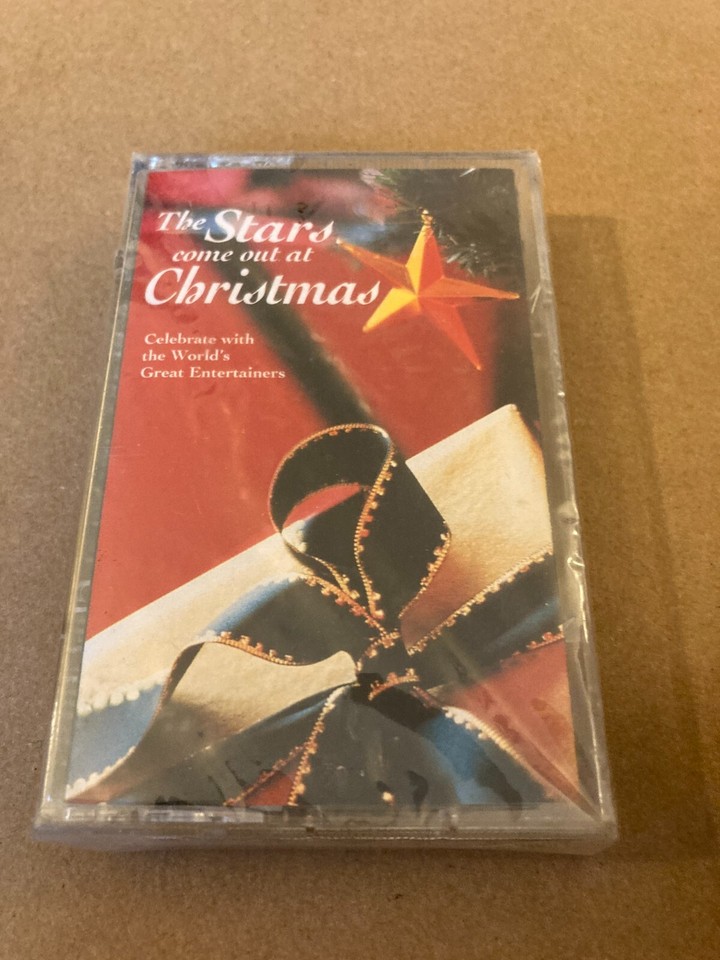 The Stars
come out at
Christmas
Celebrate with
the World's
Great Entertainers